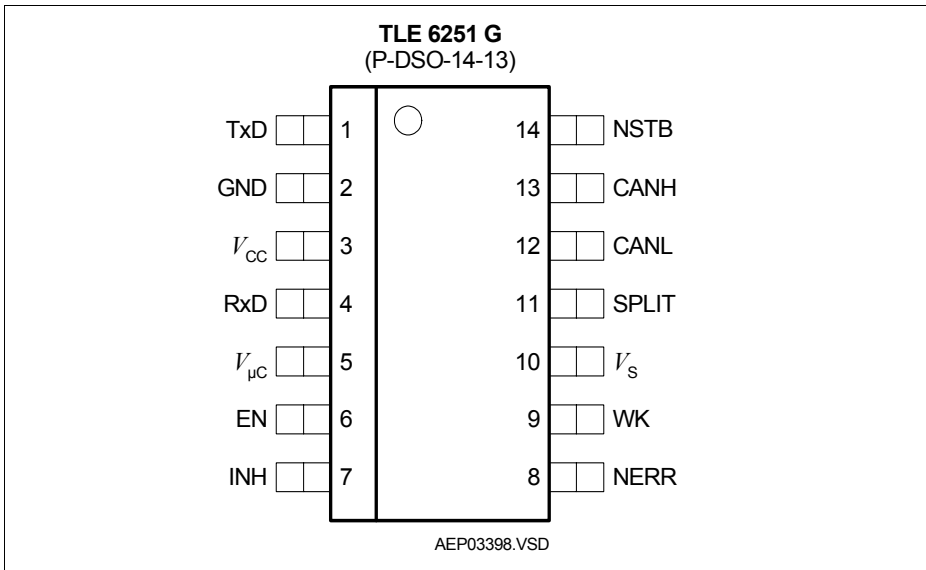 TLE 6251 G
(P-DSO-14-13)
TxD 1 14 NSTB
GND 2 13 CANH
VCC 3 12 CANL
RxD 4 11 SPLIT
VµC 5 10 VS
EN 6 9 WK
INH 7 8 NERR
AEP03398.VSD